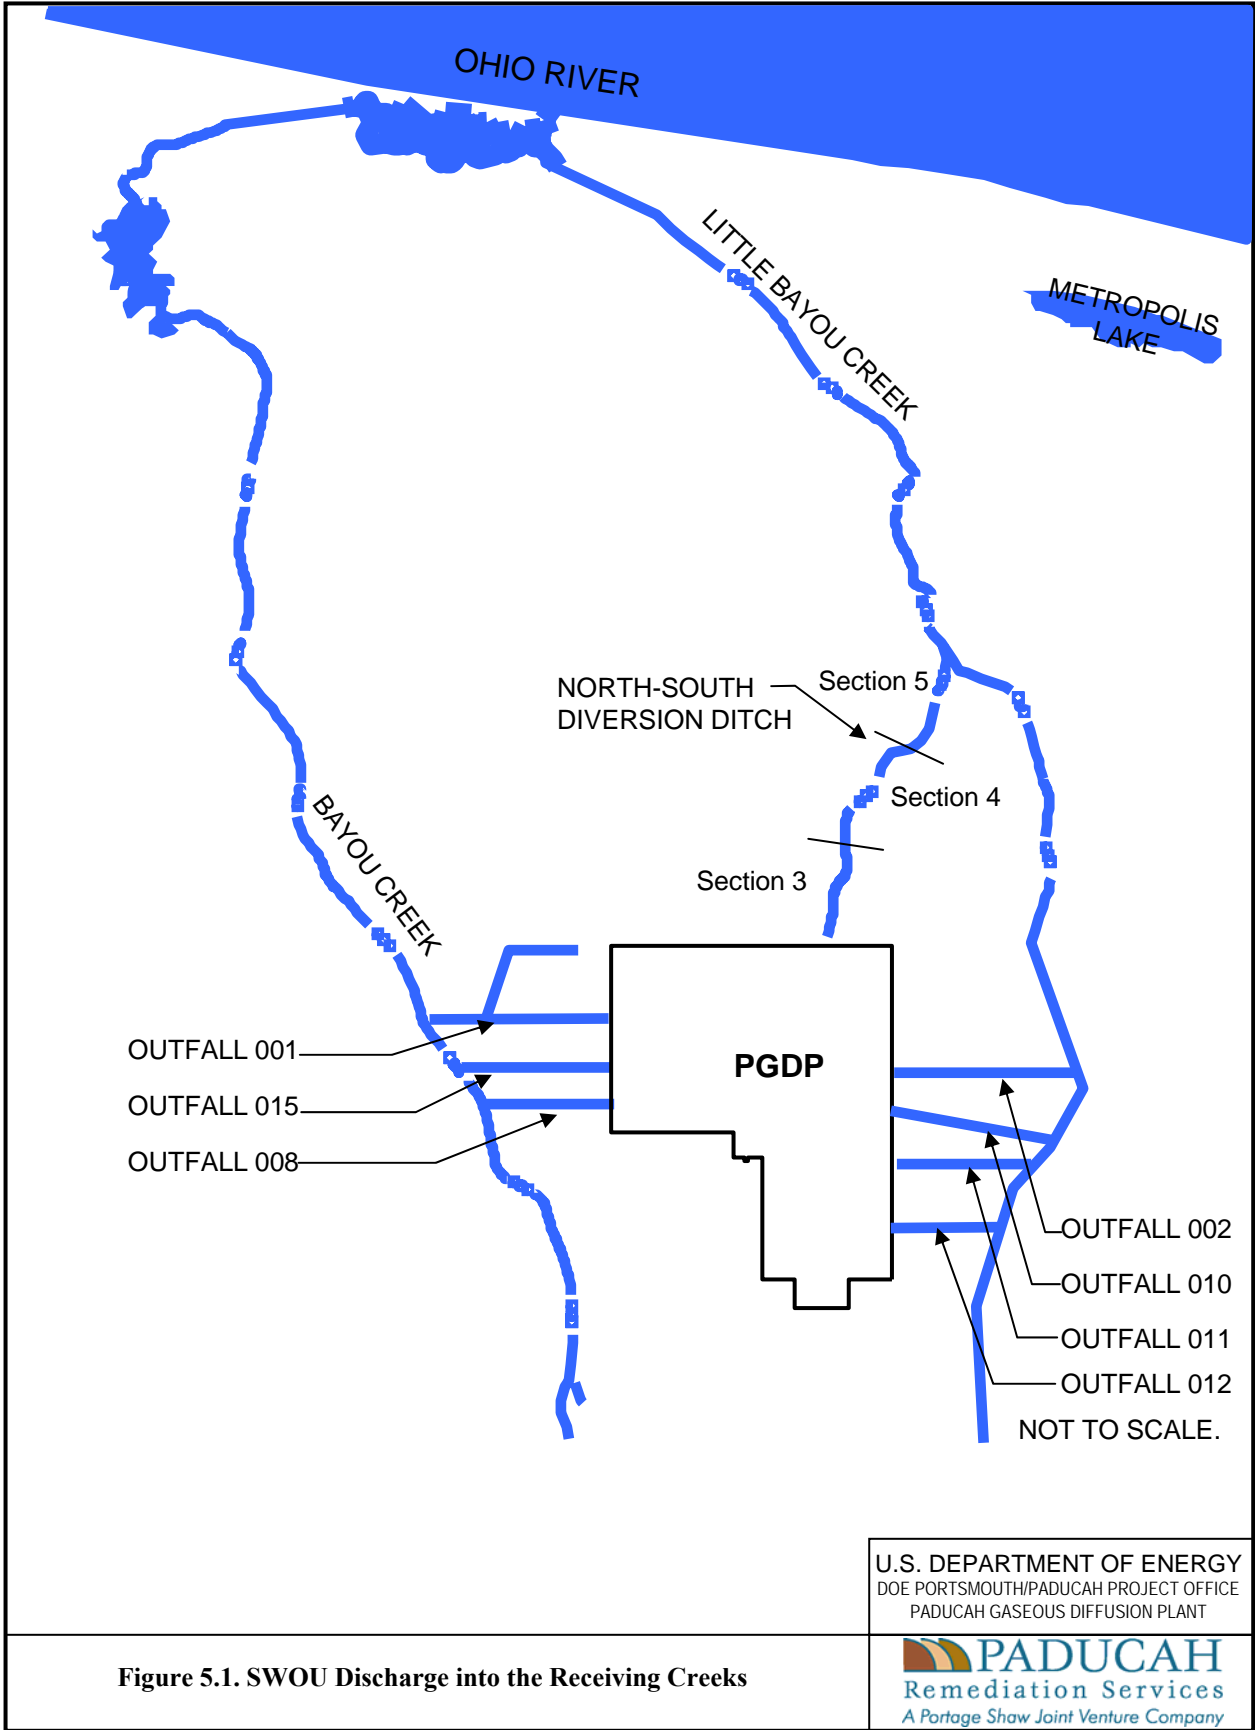 OHIO RIVER
LITTLE BAYOU CREEK
METROPOLIS
LAKE
NORTH-SOUTH
DIVERSION DITCH
Section 5
Section 4
Section 3
BAYOU CREEK
PGDP
OUTFALL 001
OUTFALL 015
OUTFALL 008
OUTFALL 002
OUTFALL 010
OUTFALL 011
OUTFALL 012
NOT TO SCALE.
U.S. DEPARTMENT OF ENERGY
DOE PORTSMOUTH/PADUCAH PROJECT OFFICE
PADUCAH GASEOUS DIFFUSION PLANT
Figure 5.1. SWOU Discharge into the Receiving Creeks
PADUCAH
Remediation Services
A Portage Shaw Joint Venture Company